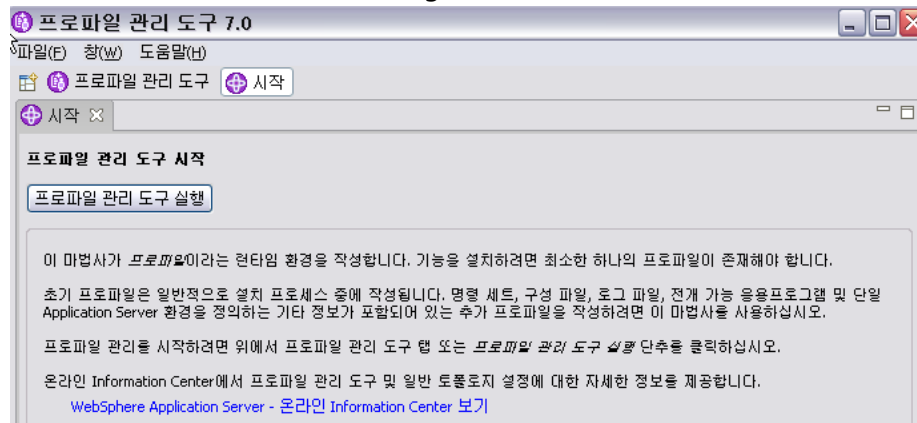 프로파일 관리 도구 7.0
파일(F) 창(W) 도움말(H)
프로파일 관리 도구 시작
시작
프로파일 관리 도구 시작
프로파일 관리 도구 실행
이 마법사가 프로파일이라는 런타임 환경을 작성합니다. 기능을 설치하려면 최소한 하나의 프로파일이 존재해야 합니다.
초기 프로파일은 일반적으로 설치 프로세스 중에 작성됩니다. 명령 세트, 구성 파일, 로그 파일, 전개 가능 응용프로그램 및 단일
Application Server 환경을 정의하는 기타 정보가 포함되어 있는 추가 프로파일을 작성하려면 이 마법사를 사용하십시오.
프로파일 관리를 시작하려면 위에서 프로파일 관리 도구 탭 또는 프로파일 관리 도구 실행 단추를 클릭하십시오.
온라인 Information Center에서 프로파일 관리 도구 및 일반 토폴로지 설정에 대한 자세한 정보를 제공합니다.
WebSphere Application Server - 온라인 Information Center 보기